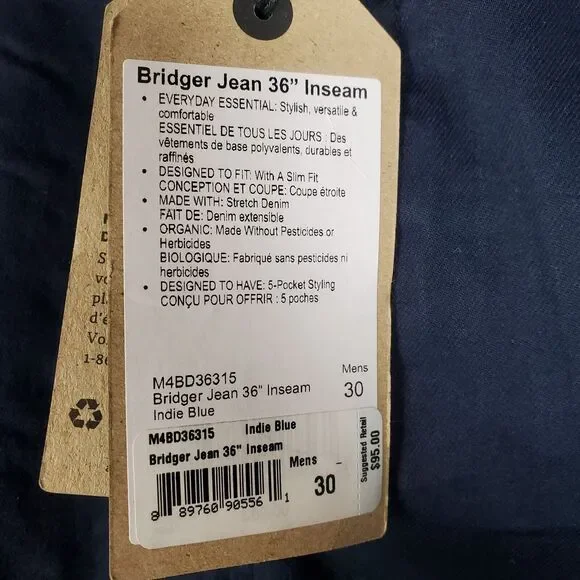 Bridger Jean 36" Inseam
• EVERYDAY ESSENTIAL: Stylish, versatile &
comfortable
ESSENTIEL DE TOUS LES JOURS : Des
vêtements de base polyvalents, durables et
raffinés
• DESIGNED TO FIT: With A Slim Fit
CONCEPTION ET COUPE: Coupe étroite
• MADE WITH: Stretch Denim
FAIT DE: Denim extensible
• ORGANIC: Made Without Pesticides or
Herbicides
BIOLOGIQUE: Fabriqué sans pesticides ni
herbicides
• DESIGNED TO HAVE: 5-Pocket Styling
CONÇU POUR OFFRIR : 5 poches
M4BD36315 Mens
Bridger Jean 36" Inseam 30
Indie Blue
M4BD36315 Indie Blue
Bridger Jean 36" Inseam
Mens –
30
8 89760 90556 1
Suggested Retail
$95.00
1-86